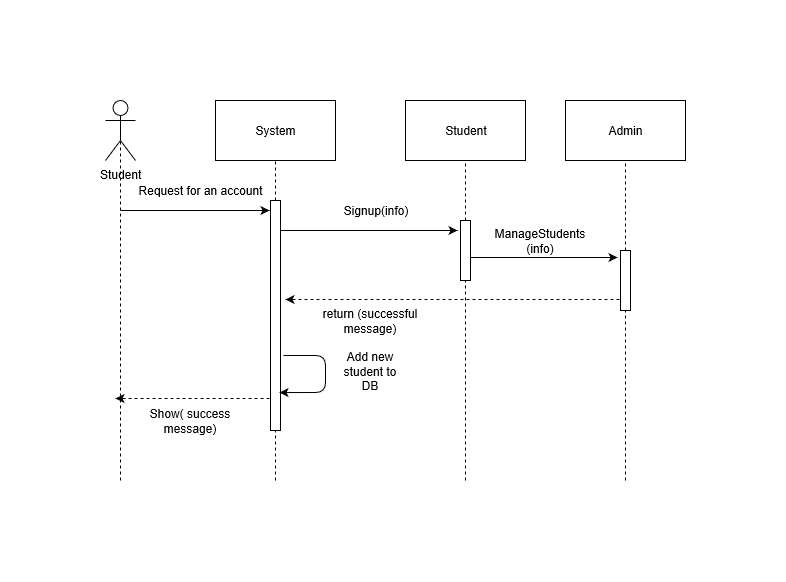 System
Student
Admin
Student
Request for an account
Signup(info)
ManageStudents
(info)
return (successful
message)
Add new
student to
DB
Show( success
message)